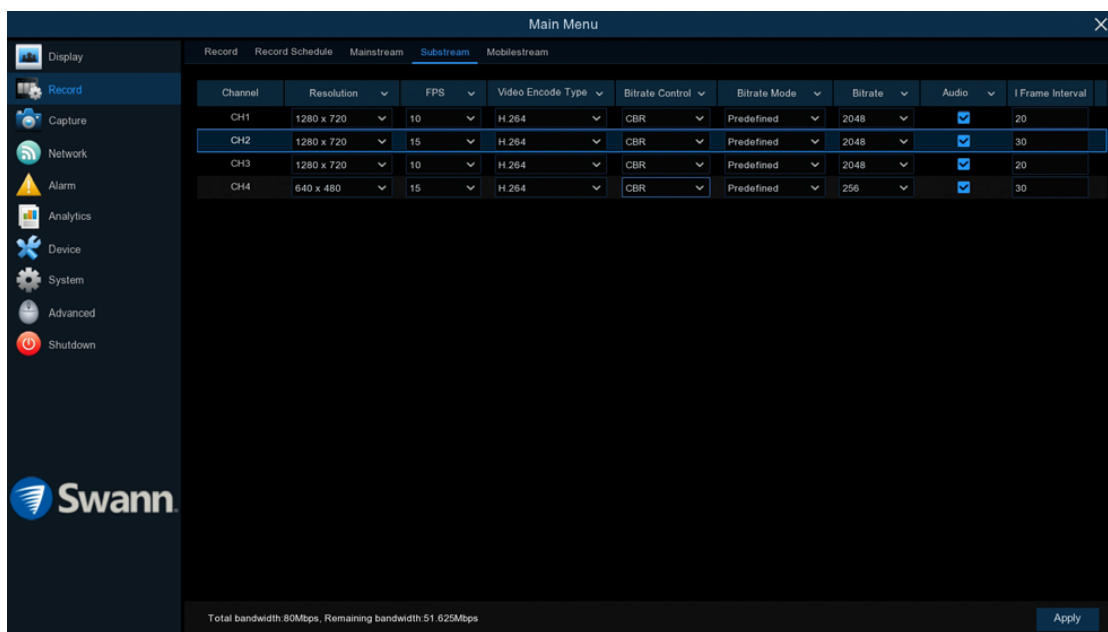 Main Menu
Display
Record
Capture
Network
Alarm
Analytics
Device
System
Advanced
Shutdown
Swann
Record Record Schedule Mainstream Substream Mobilestream
Channel Resolution FPS Video Encode Type Bitrate Control Bitrate Mode Bitrate Audio I Frame Interval
CH1 1280 x 720 10 H.264 CBR Predefined 2048 20
CH2 1280 x 720 15 H.264 CBR Predefined 2048 30
CH3 1280 x 720 10 H.264 CBR Predefined 2048 20
CH4 640 x 480 15 H.264 CBR Predefined 256 30
Total bandwidth:80Mbps, Remaining bandwidth:51.625Mbps
Apply